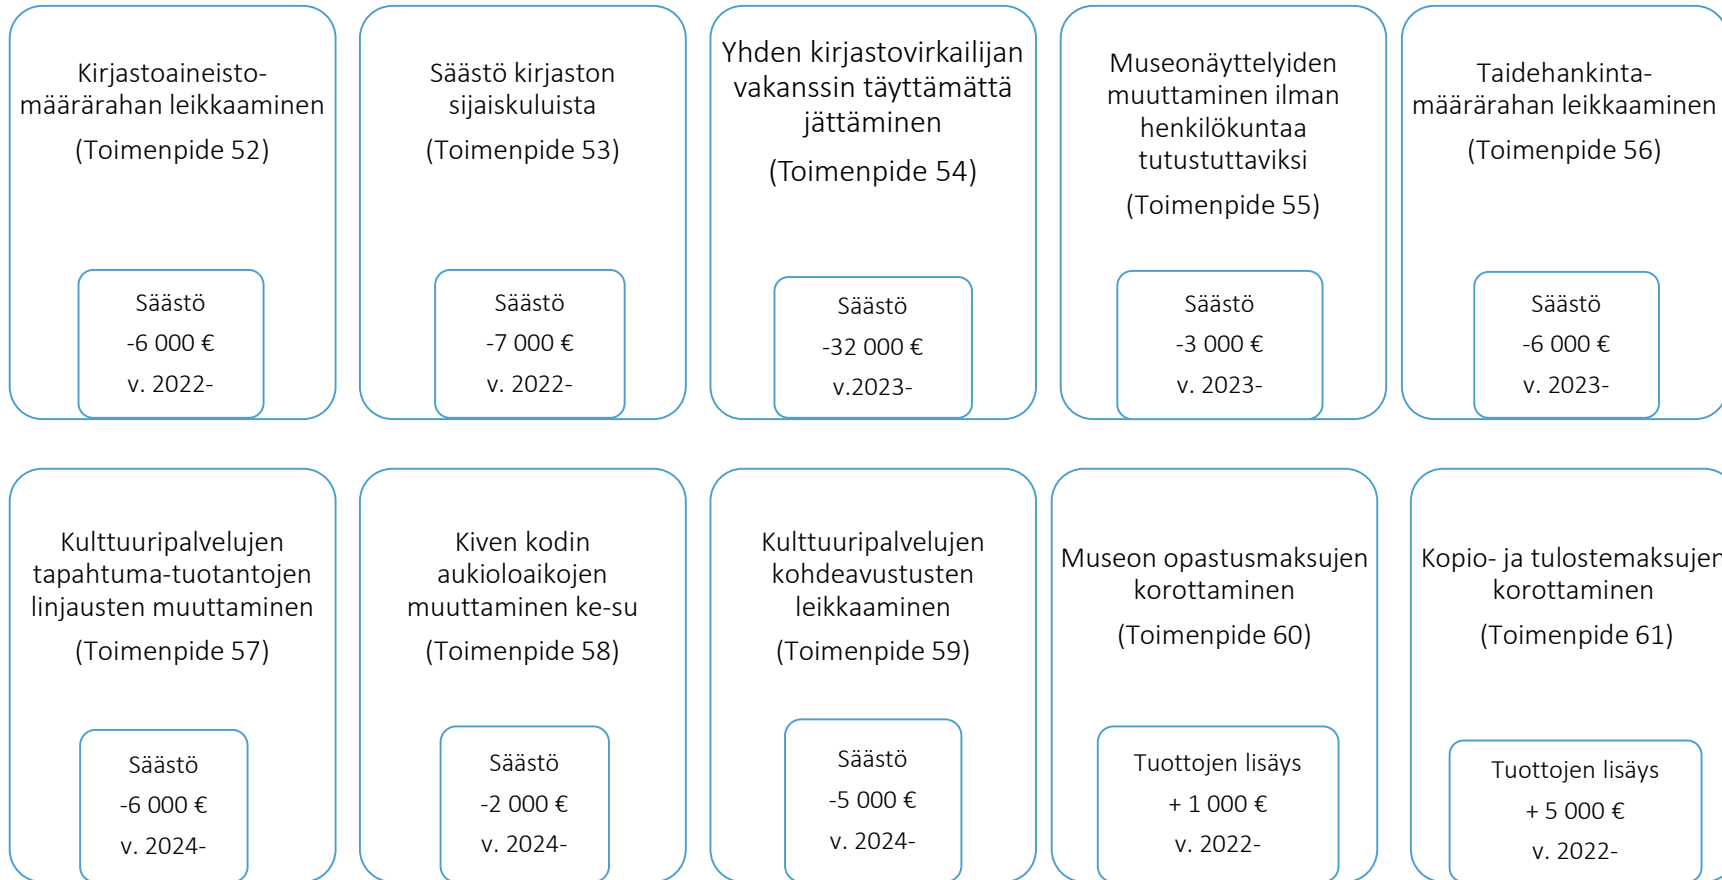 Kirjastoaineisto-
määrärahan leikkaaminen
(Toimenpide 52)
Säästö
-6 000 €
v. 2022-
Säästö kirjaston
sijaiskuluista
(Toimenpide 53)
Säästö
-7 000 €
v. 2022-
Yhden kirjastovirkailijan
vakanssin täyttämättä
jättäminen
(Toimenpide 54)
Säästö
-32 000 €
v.2023-
Museonäyttelyiden
muuttaminen ilman
henkilökuntaa
tutustuttaviksi
(Toimenpide 55)
Säästö
-3 000 €
v. 2023-
Taidehankinta-
määrärahan leikkaaminen
(Toimenpide 56)
Säästö
-6 000 €
v. 2023-
Kulttuuripalvelujen
tapahtuma-tuotantojen
linjausten muuttaminen
(Toimenpide 57)
Säästö
-6 000 €
v. 2024-
Kiven kodin
aukioloaikojen
muuttaminen ke-su
(Toimenpide 58)
Säästö
-2 000 €
v. 2024-
Kulttuuripalvelujen
kohdeavustusten
leikkaaminen
(Toimenpide 59)
Säästö
-5 000 €
v. 2024-
Museon opastusmaksujen
korottaminen
(Toimenpide 60)
Tuottojen lisäys
+ 1 000 €
v. 2022-
Kopio- ja tulostemaksujen
korottaminen
(Toimenpide 61)
Tuottojen lisäys
+ 5 000 €
v. 2022-